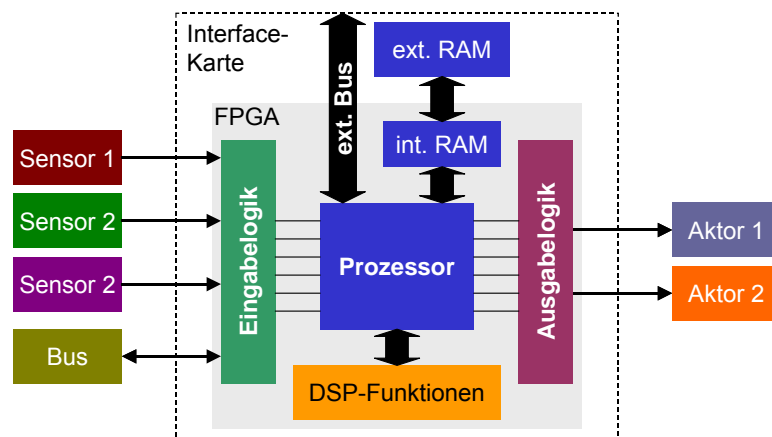 Interface-
Karte
ext. Bus
ext. RAM
FPGA
int. RAM
Sensor 1
Sensor 2
Sensor 2
Bus
Eingabelogik
Prozessor
Ausgabelogik
Aktor 1
Aktor 2
DSP-Funktionen